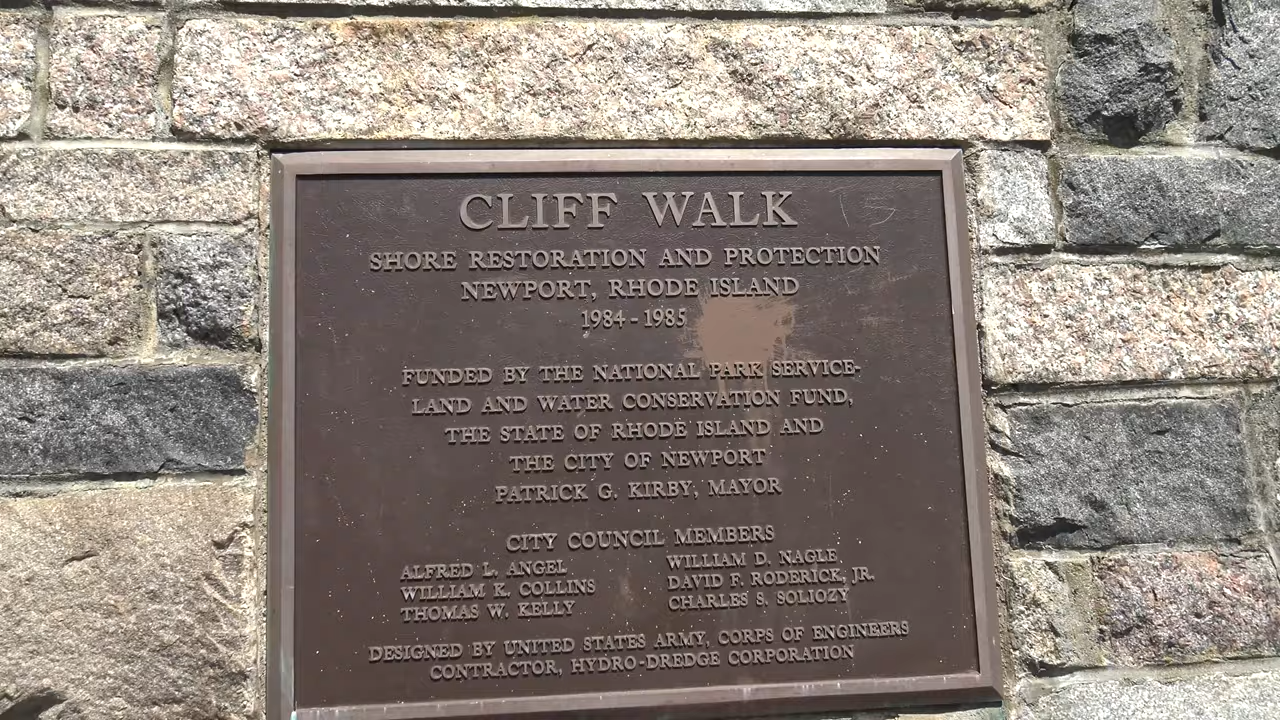 CLIFF WALK
SHORE RESTORATION AND PROTECTION
NEWPORT, RHODE ISLAND
1984-1985
FUNDED BY THE NATIONAL PARK SERVICE-
LAND AND WATER CONSERVATION FUND,
THE STATE OF RHODE ISLAND AND
THE CITY OF NEWPORT
PATRICK G. KIRBY, MAYOR
CITY COUNCIL MEMBERS
ALFRED L. ANGEL
WILLIAM K. COLLINS
THOMAS W. KELLY
WILLIAM D. NAGLE
DAVID F. RODERICK, JR.
CHARLES S. SOLIOZY
DESIGNED BY UNITED STATES ARMY, CORPS OF ENGINEERS
CONTRACTOR, HYDRO-DREDGE CORPORATION